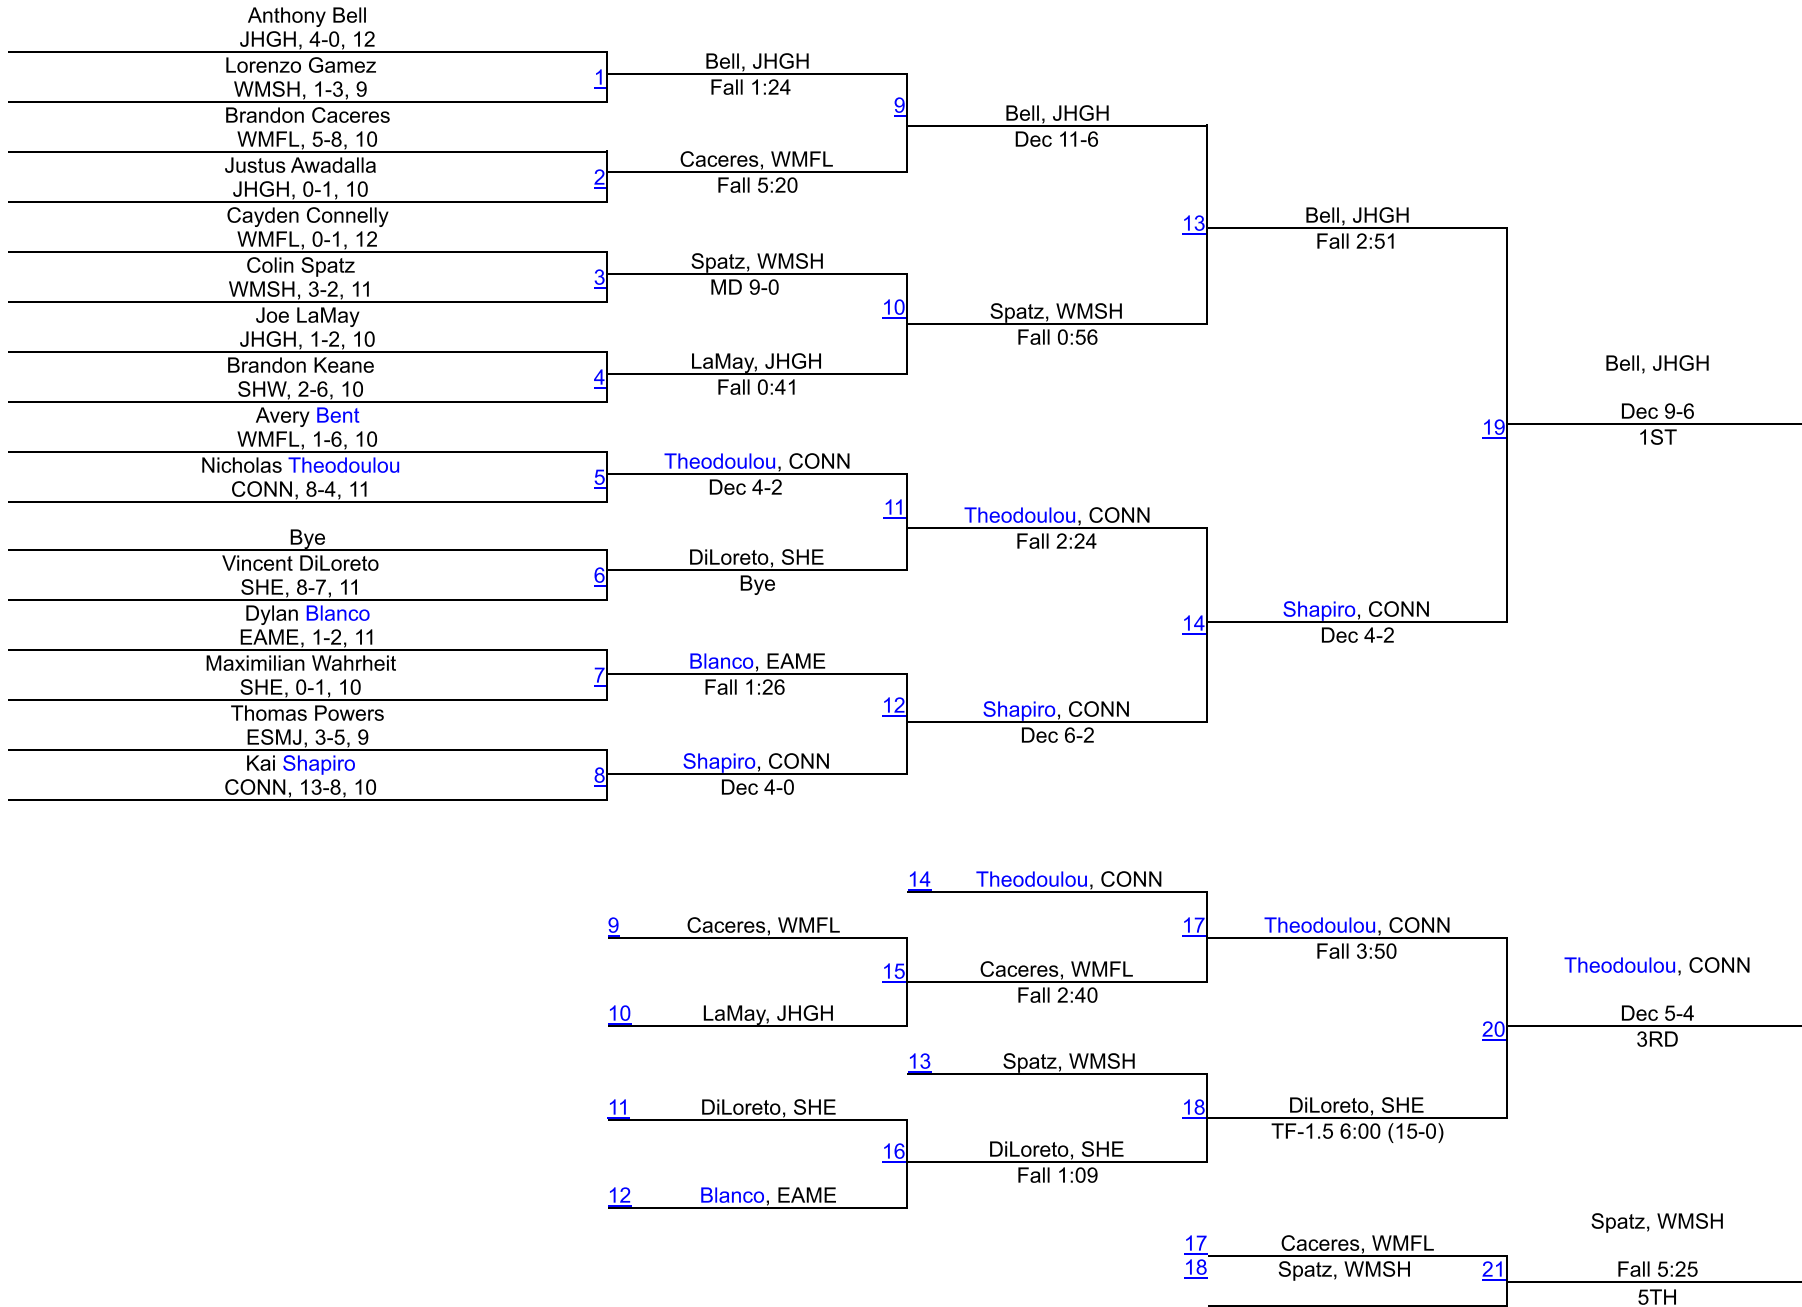 Anthony Bell
JHGH, 4-0, 12
Lorenzo Gamez
WMSH, 1-3, 9
1
Brandon Caceres
WMFL, 5-8, 10
Justus Awadalla
JHGH, 0-1, 10
2
Cayden Connelly
WMFL, 0-1, 12
Colin Spatz
WMSH, 3-2, 11
3
Joe LaMay
JHGH, 1-2, 10
Brandon Keane
SHW, 2-6, 10
4
Avery Bent
WMFL, 1-6, 10
Nicholas Theodoulou
CONN, 8-4, 11
5
Bye
Vincent DiLoreto
SHE, 8-7, 11
6
Dylan Blanco
EAME, 1-2, 11
Maximilian Wahrheit
SHE, 0-1, 10
7
Thomas Powers
ESMJ, 3-5, 9
Kai Shapiro
CONN, 13-8, 10
8
Bell, JHGH
Fall 1:24
9
Caceres, WMFL
Fall 5:20
Spatz, WMSH
MD 9-0
10
LaMay, JHGH
Fall 0:41
Theodoulou, CONN
Dec 4-2
11
DiLoreto, SHE
Bye
Blanco, EAME
Fall 1:26
12
Shapiro, CONN
Dec 4-0
Bell, JHGH
Dec 11-6
13
Spatz, WMSH
Fall 0:56
Theodoulou, CONN
Fall 2:24
14
Shapiro, CONN
Dec 6-2
Bell, JHGH
Fall 2:51
19
Shapiro, CONN
Dec 4-2
Bell, JHGH
Dec 9-6
1ST
14 Theodoulou, CONN
9 Caceres, WMFL
17
15
Caceres, WMFL
Fall 2:40
10 LaMay, JHGH
Theodoulou, CONN
Fall 3:50
13 Spatz, WMSH
11 DiLoreto, SHE
18
16
DiLoreto, SHE
Fall 1:09
12 Blanco, EAME
20
DiLoreto, SHE
TF-1.5 6:00 (15-0)
Theodoulou, CONN
Dec 5-4
3RD
17 Caceres, WMFL
18 Spatz, WMSH
21
Spatz, WMSH
Fall 5:25
5TH